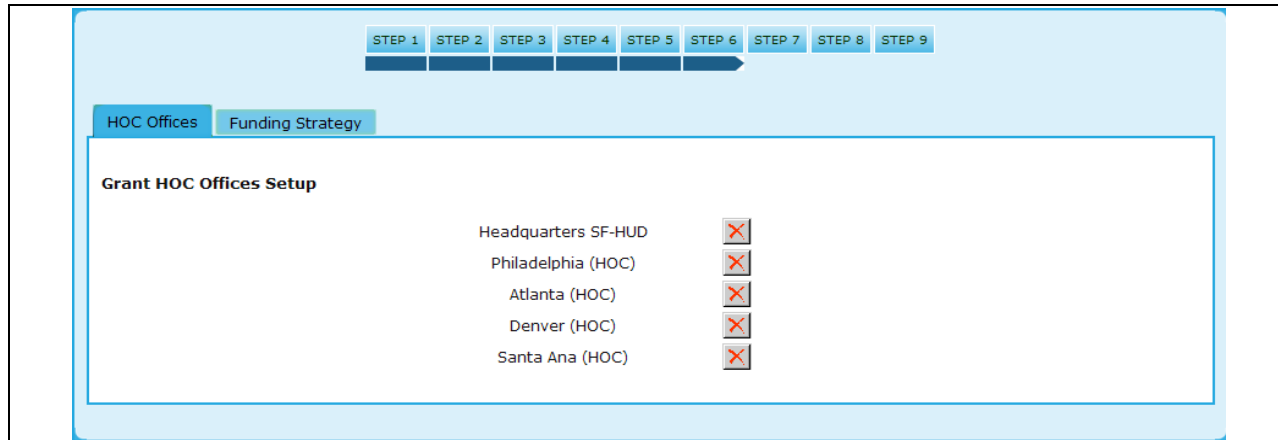 STEP 1 STEP 2 STEP 3 STEP 4 STEP 5 STEP 6 STEP 7 STEP 8 STEP 9
HOC Offices Funding Strategy
Grant HOC Offices Setup
Headquarters SF-HUD
Philadelphia (HOC)
Atlanta (HOC)
Denver (HOC)
Santa Ana (HOC)